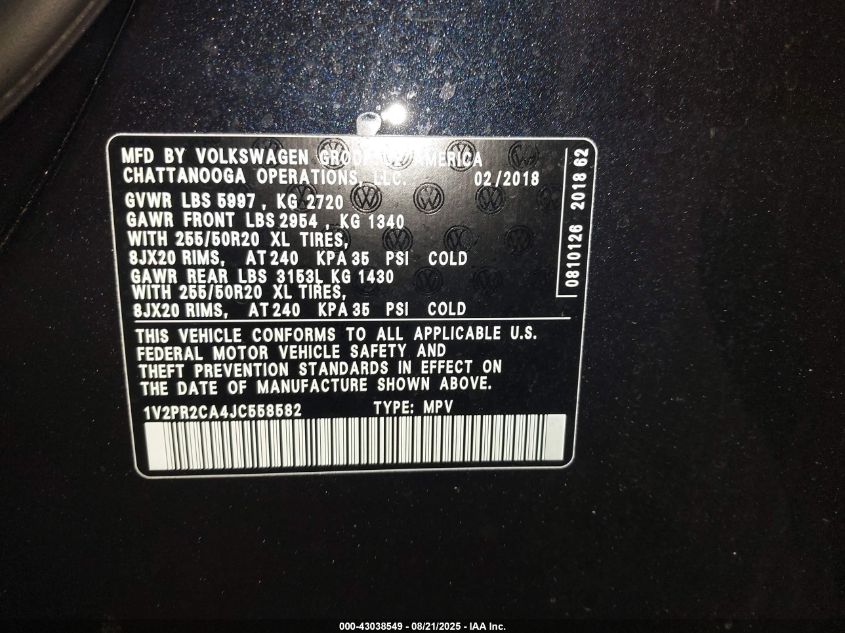 MFD BY VOLKSWAGEN GROUP OF AMERICA
CHATTANOOGA OPERATIONS, LLC. 02/2018
GVWR LBS 5997, KG 2720
GAWR FRONT LBS 2954, KG 1340
WITH 255/50R20 XL TIRES,
8JX20 RIMS, AT 240 KPA 35 PSI COLD
GAWR REAR LBS 3153L KG 1430
WITH 255/50R20 XL TIRES,
8JX20 RIMS, AT 240 KPA 35 PSI COLD
0810126 2018 62
THIS VEHICLE CONFORMS TO ALL APPLICABLE U.S.
FEDERAL MOTOR VEHICLE SAFETY AND
THEFT PREVENTION STANDARDS IN EFFECT ON
THE DATE OF MANUFACTURE SHOWN ABOVE.
1V2PR2CA4JC558582 TYPE: MPV
000-43038549 - 08/21/2025 - IAA Inc.